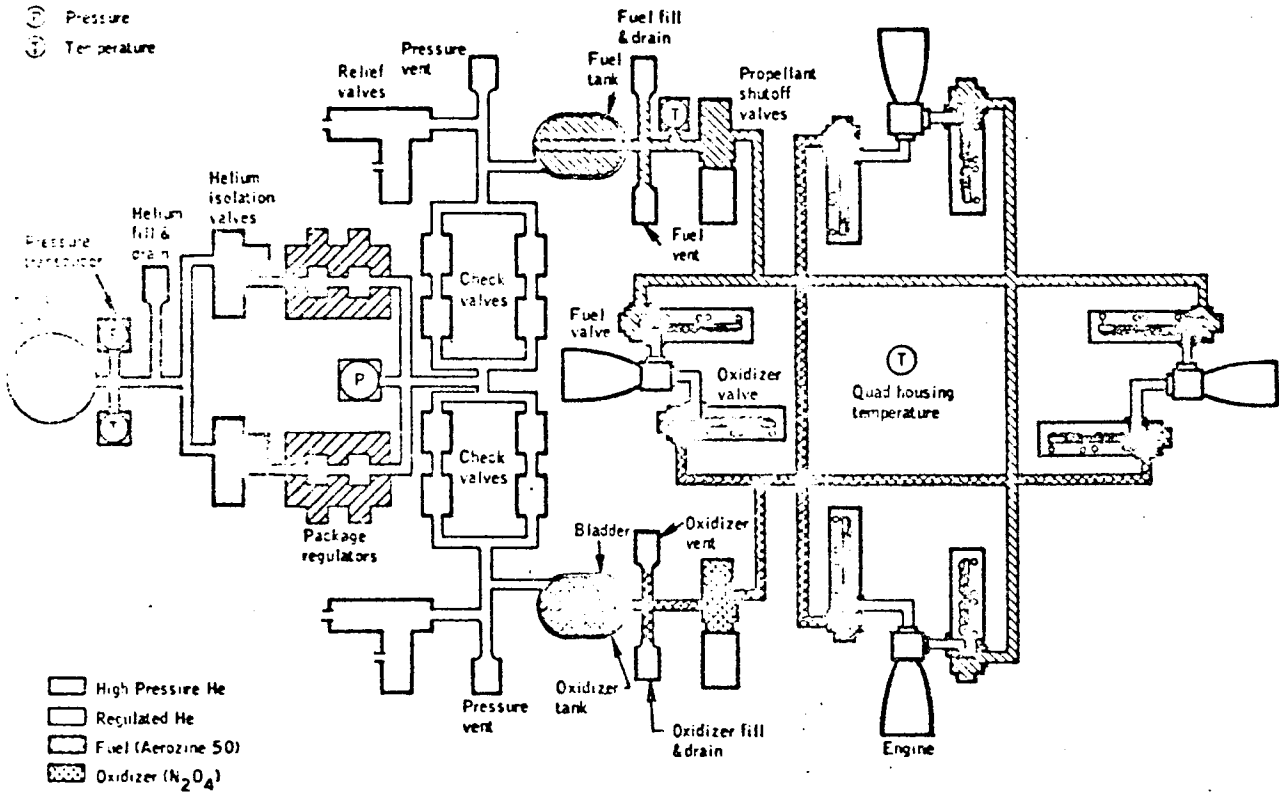 P Pressure
T Temperature
Relief
valves
Pressure
vent
Fuel fill
& drain
Fuel
tank
T
Propellant
shutoff
valves
Helium
isolation
valves
Helium
fill &
drain
Pressure
transducer
Check
valves
Fuel
vent
Fuel
valve
P
T
P
T
Quad housing
temperature
Oxidizer
valve
Check
valves
Package
regulators
Bladder
Oxidizer
vent
Oxidizer
tank
Pressure
vent
Oxidizer fill
& drain
Engine
High Pressure He
Regulated He
Fuel (Aerozine 50)
Oxidizer (N₂O₄)